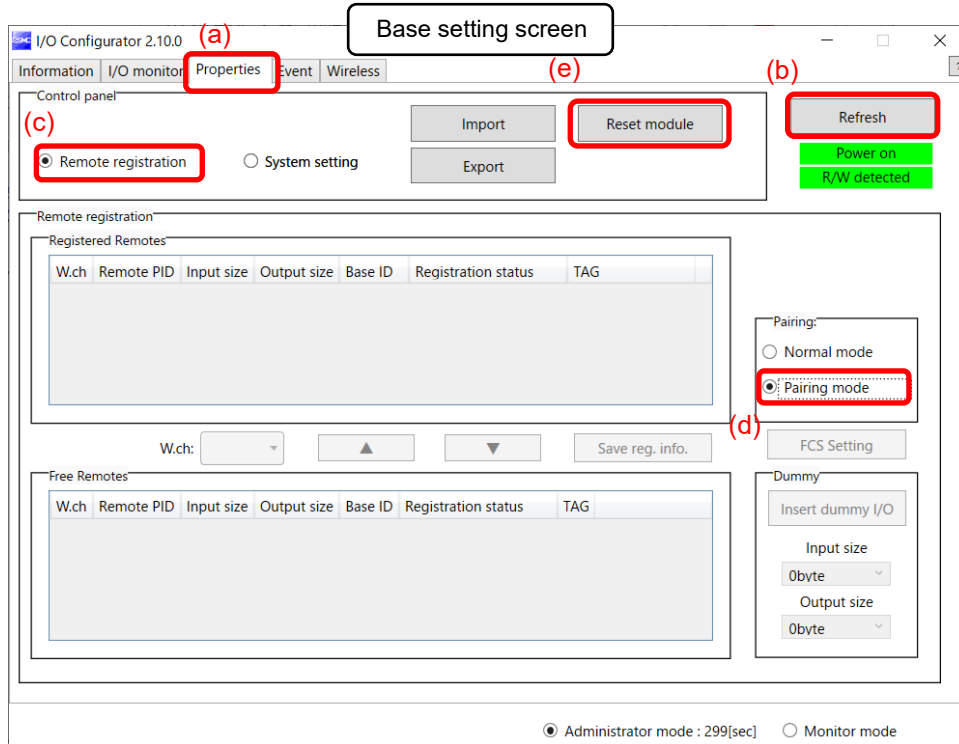 Base setting screen
SMC I/O Configurator 2.10.0
(a)
Information I/O monitor Properties Event Wireless
(e)
(b)
?
Control panel
(c)
Import
Reset module
Refresh
Remote registration
System setting
Export
Power on
R/W detected
Remote registration
Registered Remotes
W.ch Remote PID Input size Output size Base ID Registration status TAG
Pairing:
Normal mode
Pairing mode
(d)
W.ch:
▲
▼
Save reg. info.
FCS Setting
Free Remotes
W.ch Remote PID Input size Output size Base ID Registration status TAG
Dummy
Insert dummy I/O
Input size
0byte
Output size
0byte
Administrator mode : 299[sec]
Monitor mode